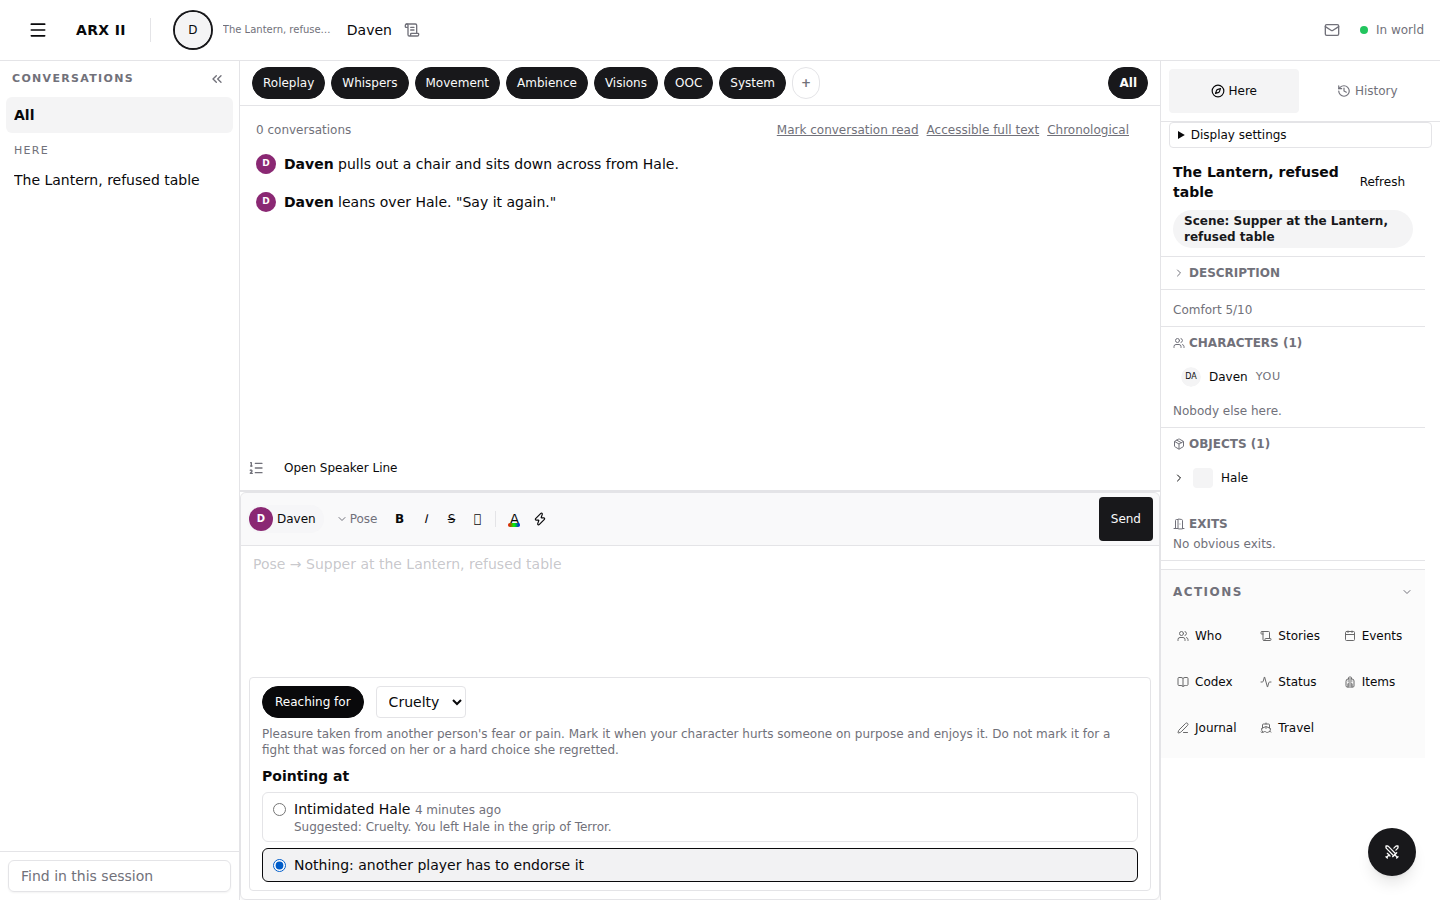 ARX II
D
The Lantern, refuse...
Daven
In world
CONVERSATIONS
All
HERE
The Lantern, refused table
Find in this session
Roleplay
Whispers
Movement
Ambience
Visions
OOC
System
+
All
0 conversations
Mark conversation read
Accessible full text
Chronological
D
Daven pulls out a chair and sits down across from Hale.
D
Daven leans over Hale. "Say it again."
Open Speaker Line
D
Daven
Pose
B
I
S
A
Send
Pose → Supper at the Lantern, refused table
Reaching for
Cruelty
Pleasure taken from another person's fear or pain. Mark it when your character hurts someone on purpose and enjoys it. Do not mark it for a
fight that was forced on her or a hard choice she regretted.
Pointing at
Intimidated Hale 4 minutes ago
Suggested: Cruelty. You left Hale in the grip of Terror.
Nothing: another player has to endorse it
Here
History
Display settings
The Lantern, refused
table
Refresh
Scene: Supper at the Lantern,
refused table
DESCRIPTION
Comfort 5/10
CHARACTERS (1)
DA
Daven YOU
Nobody else here.
OBJECTS (1)
Hale
EXITS
No obvious exits.
ACTIONS
Who
Stories
Events
Codex
Status
Items
Journal
Travel